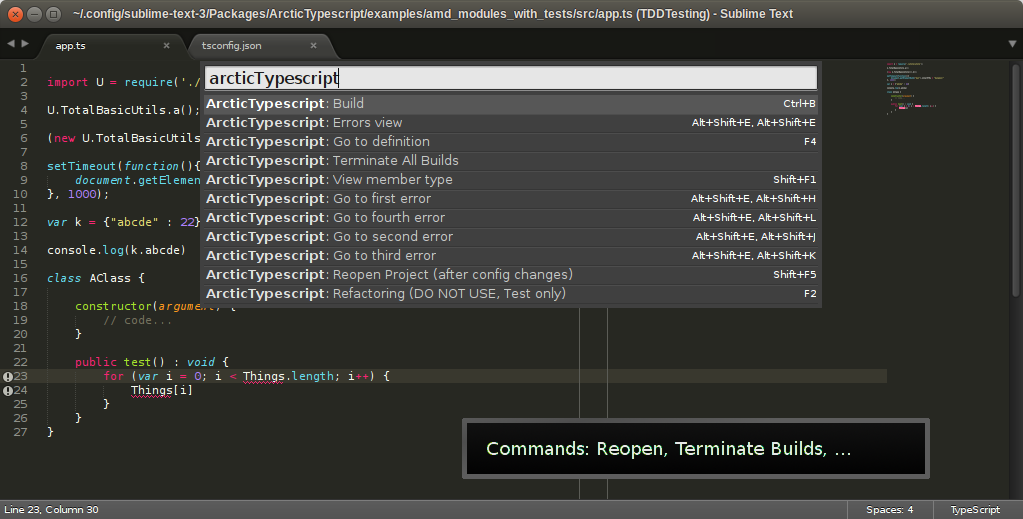 ~/.config/sublime-text-3/Packages/ArcticTypescript/examples/amd_modules_with_tests/src/app.ts (TDDTesting) - Sublime Text
app.ts × tsconfig.json ×
arcticTypescript
ArcticTypescript: Build Ctrl+B
ArcticTypescript: Errors view Alt+Shift+E, Alt+Shift+E
ArcticTypescript: Go to definition F4
ArcticTypescript: Terminate All Builds
ArcticTypescript: View member type Shift+F1
ArcticTypescript: Go to first error Alt+Shift+E, Alt+Shift+H
ArcticTypescript: Go to fourth error Alt+Shift+E, Alt+Shift+L
ArcticTypescript: Go to second error Alt+Shift+E, Alt+Shift+J
ArcticTypescript: Go to third error Alt+Shift+E, Alt+Shift+K
ArcticTypescript: Reopen Project (after config changes) Shift+F5
ArcticTypescript: Refactoring (DO NOT USE, Test only) F2
1
2 import U = require('./
3
4 U.TotalBasicUtils.a();
5
6 (new U.TotalBasicUtils
7
8 setTimeout(function(){
9 document.getElemen
10 }, 1000);
11
12 var k = {"abcde" : 22}
13
14 console.log(k.abcde)
15
16 class AClass {
17
18 constructor(argument) {
19 // code...
20 }
21
22 public test() : void {
23 for (var i = 0; i < Things.length; i++) {
24 Things[i]
25 }
26 }
27 }
Commands: Reopen, Terminate Builds, ...
Line 23, Column 30 Spaces: 4 TypeScript